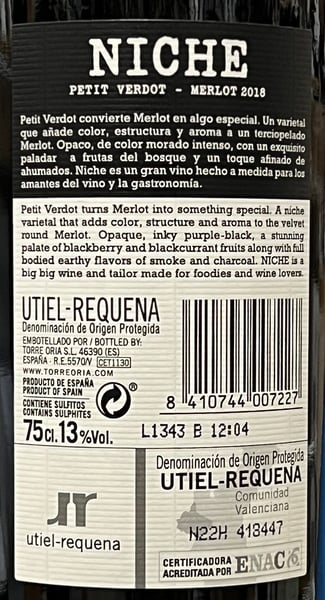 NICHE
PETIT VERDOT - MERLOT 2018
Petit Verdot convierte Merlot en algo especial. Un varietal
que añade color, estructura y aroma a un terciopelado
Merlot. Opaco, de color morado intenso, con un exquisito
paladar a frutas del bosque y un toque afinado de
ahumados. Niche es un gran vino hecho a medida para los
amantes del vino y la gastronomía.
Petit Verdot turns Merlot into something special. A niche
varietal that adds color, structure and aroma to the velvet
round Merlot. Opaque, inky purple-black, a stunning
palate of blackberry and blackcurrant fruits along with full
bodied earthy flavors of smoke and charcoal. NICHE is a
big big wine and tailor made for foodies and wine lovers.
UTIEL-REQUENA
Denominación de Origen Protegida
EMBOTELLADO POR / BOTTLED BY:
TORRE ORIA S.L. 46390 (ES)
ESPAÑA - R.E.5570/V CET1130
WWW.TORREORIA.COM
PRODUCTO DE ESPAÑA
PRODUCT OF SPAIN
CONTIENE SULFITOS
CONTAINS SULPHITES
75cl. 13%Vol.
8 410744 007227
L1343 B 12:04
utiel-requena
Denominación de Origen Protegida
UTIEL-REQUENA
Comunidad
Valenciana
N22H 413447
CERTIFICADORA
ACREDITADA POR ENAC